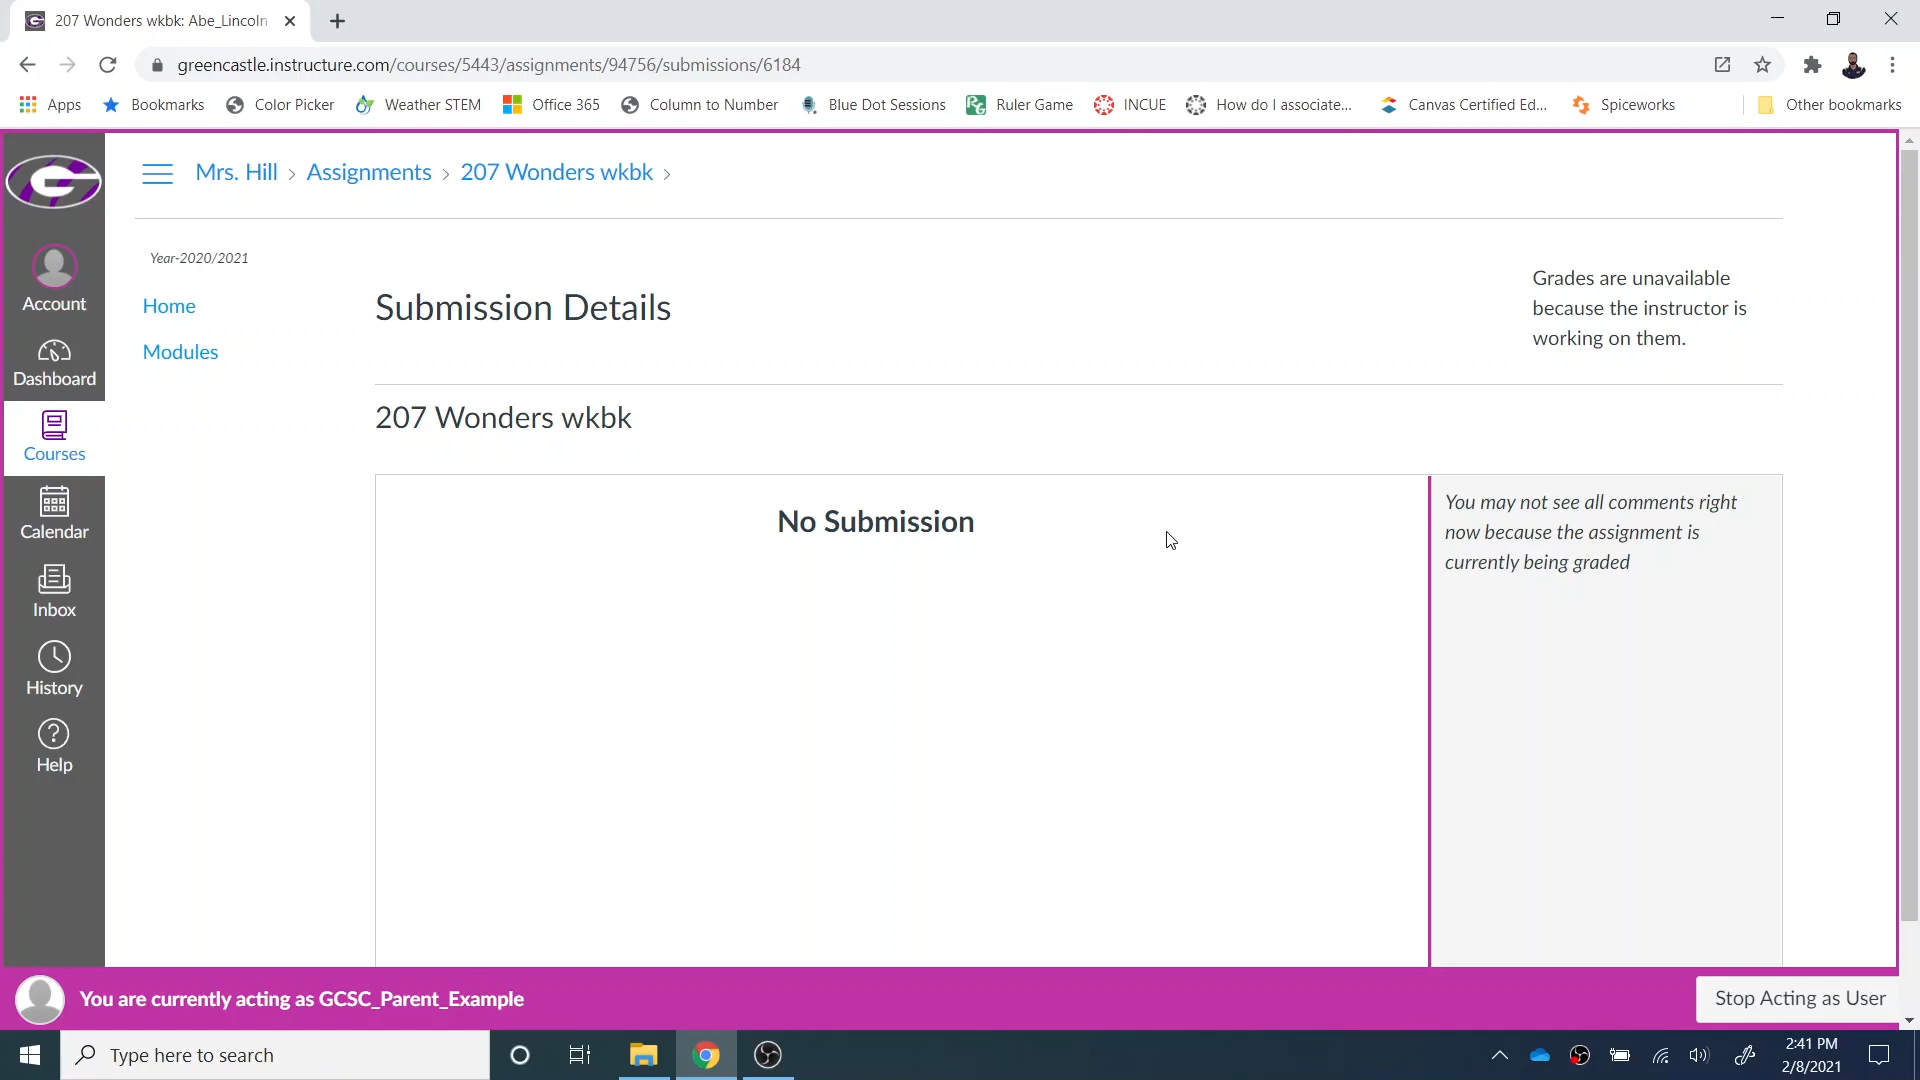 207 Wonders wkbk: Abe_Lincoln
greencastle.instructure.com/courses/5443/assignments/94756/submissions/6184
Apps Bookmarks Color Picker Weather STEM Office 365 Column to Number Blue Dot Sessions Ruler Game INCUE How do I associate... Canvas Certified Ed... Spiceworks Other bookmarks
Mrs. Hill > Assignments > 207 Wonders wkbk >
Account
Dashboard
Courses
Calendar
Inbox
History
Help
Year-2020/2021
Home
Modules
Submission Details
Grades are unavailable
because the instructor is
working on them.
207 Wonders wkbk
No Submission
You may not see all comments right
now because the assignment is
currently being graded
You are currently acting as GCSC_Parent_Example
Stop Acting as User
Type here to search
2:41 PM
2/8/2021